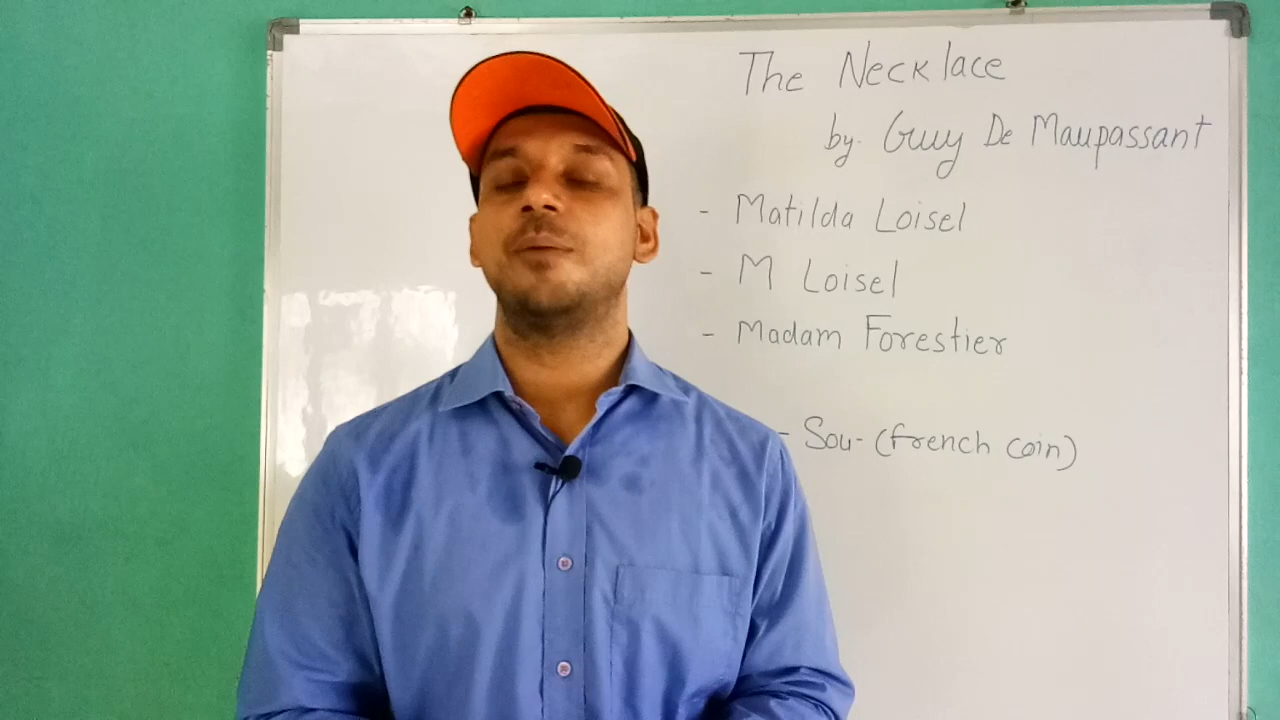 The Necklace
by. Guy De Maupassant
- Matilda Loisel
- M Loisel
- Madam Forestier
- Sou- (french coin)